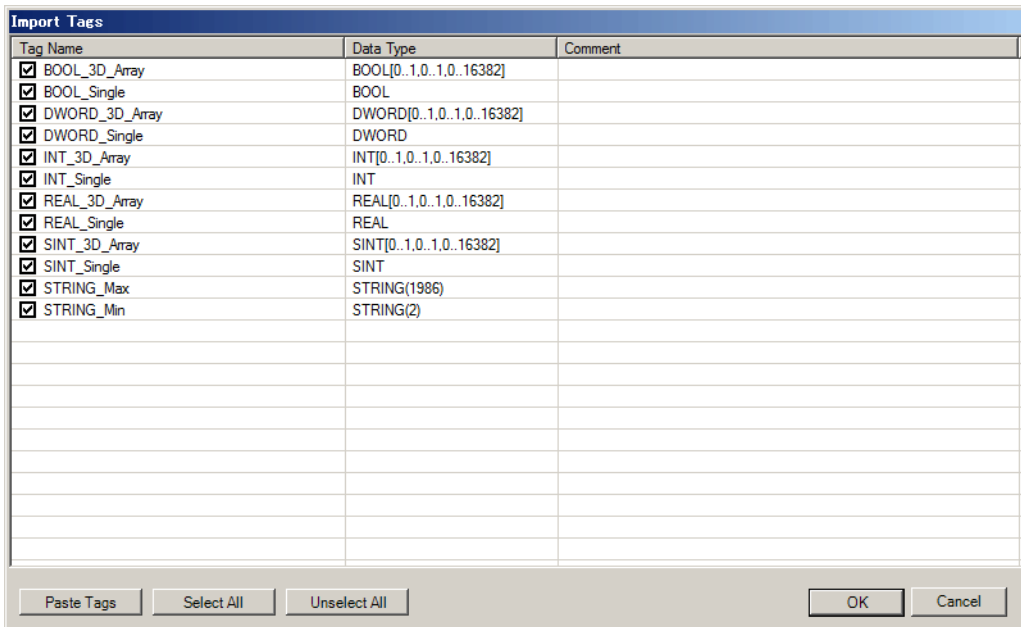 Import Tags
Tag Name Data Type Comment
BOOL_3D_Array BOOL[0..1,0..1,0..16382]
BOOL_Single BOOL
DWORD_3D_Array DWORD[0..1,0..1,0..16382]
DWORD_Single DWORD
INT_3D_Array INT[0..1,0..1,0..16382]
INT_Single INT
REAL_3D_Array REAL[0..1,0..1,0..16382]
REAL_Single REAL
SINT_3D_Array SINT[0..1,0..1,0..16382]
SINT_Single SINT
STRING_Max STRING(1986)
STRING_Min STRING(2)
Paste Tags Select All Unselect All OK Cancel